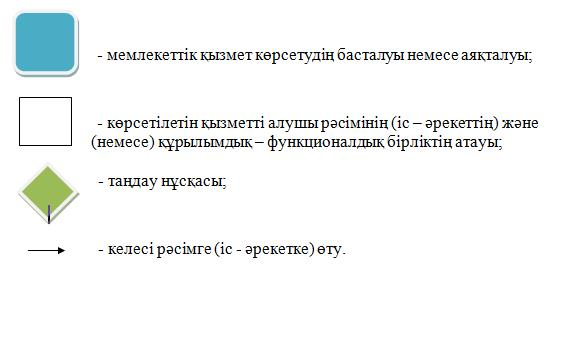 - мемлекеттік қызмет көрсетудің басталуы немесе аяқталуы;
- көрсетілетін қызметті алушы рәсімінің (іс – әрекеттің) және
(немесе) құрылымдық – функционалдық бірліктің атауы;
- таңдау нұсқасы;
- келесі рәсімге (іс - әрекетке) өту.